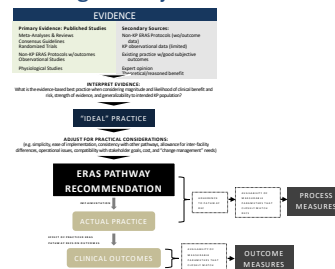 EVIDENCE
Primary Evidence: Published Studies
Meta-Analyses & Reviews
Consensus Guidelines
Randomized Trials
Non-KP ERAS Protocols w/outcomes
Observational Studies
Physiological Studies
Secondary Sources:
Non-KP ERAS Protocols (wo/outcome
data)
KP observational data (limited)
Existing practice w/good subjective
outcomes
Expert opinion
Theoretical/reasoned benefit
INTERPRET EVIDENCE:
What is the evidence-based best practice when considering magnitude and likelihood of clinical benefit and
risk, strength of evidence, and generalizability to intended KP population?
"IDEAL" PRACTICE
ADJUST FOR PRACTICAL CONSIDERATIONS:
(e.g. simplicity, ease of implementation, consistency with other pathways, allowance for inter-facility
differences, operational issues, compatibility with stakeholder goals, cost, and "change management" needs)
ERAS PATHWAY
RECOMMENDATION
PROCESS
MEASURES
ACTUAL PRACTICE
CLINICAL OUTCOMES
OUTCOME
MEASURES